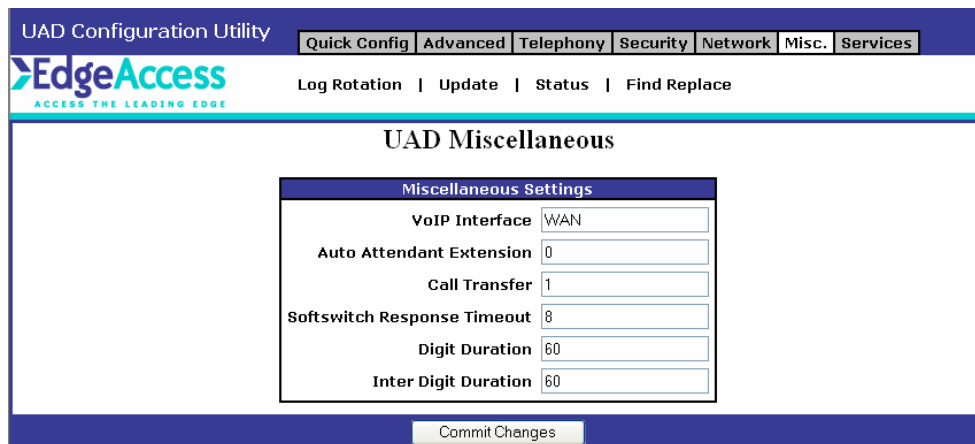 UAD Configuration Utility
Quick Config Advanced Telephony Security Network Misc. Services
EdgeAccess
ACCESS THE LEADING EDGE
Log Rotation | Update | Status | Find Replace
UAD Miscellaneous
Miscellaneous Settings
VoIP Interface WAN
Auto Attendant Extension 0
Call Transfer 1
Softswitch Response Timeout 8
Digit Duration 60
Inter Digit Duration 60
Commit Changes